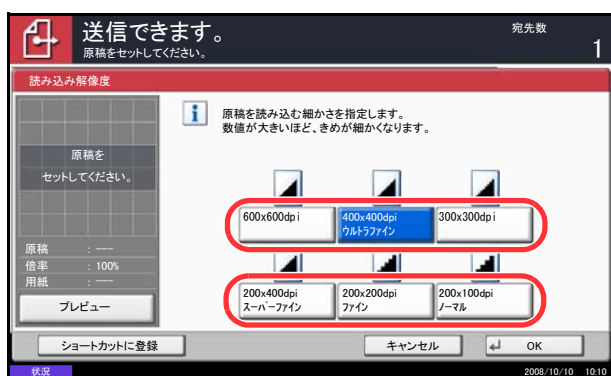 送信できます。
原稿をセットしてください。
宛先数
1
読み込み解像度
原稿を読み込む細かさを指定します。
数値が大きいほど、きめが細かくなります。
原稿を
セットしてください。
600x600dpi
400x400dpi
ウルトラファイン
300x300dpi
200x400dpi
スーパーファイン
200x200dpi
ファイン
200x100dpi
ノーマル
原稿 : ---
倍率 : 100%
用紙 : ---
プレビュー
ショートカットに登録
キャンセル
OK
状況
2008/10/10 10:10